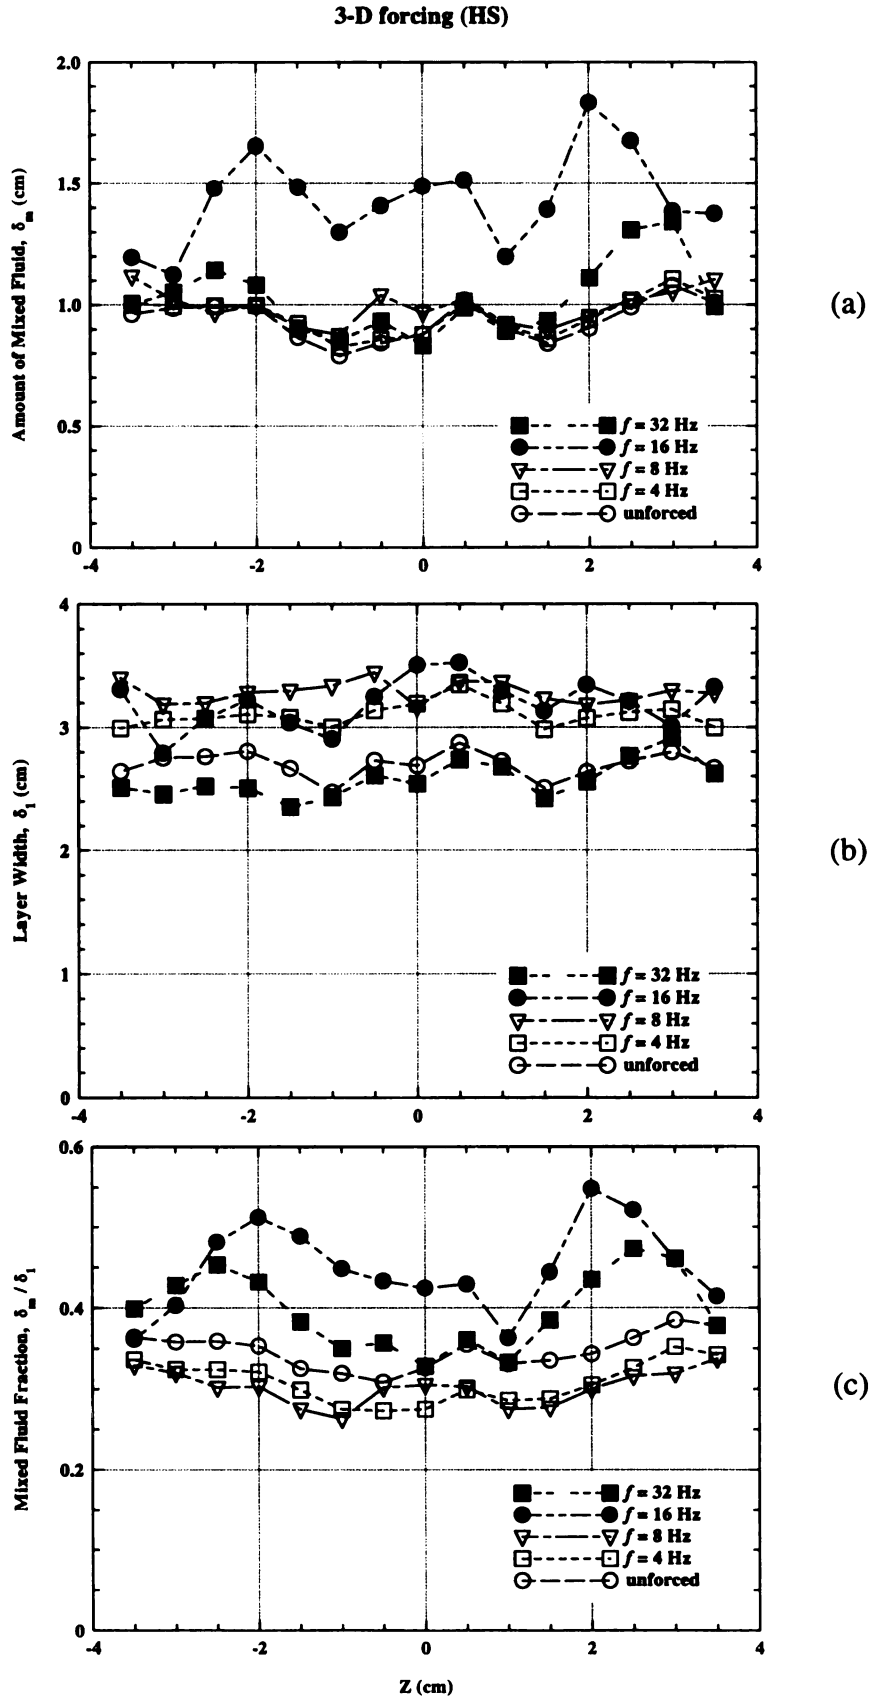 3-D forcing (HS)
2.0
1.5
1.0
0.5
0
Amount of Mixed Fluid, δm (cm)
f = 32 Hz
f = 16 Hz
f = 8 Hz
f = 4 Hz
unforced
-4 -2 0 2 4
(a)
4
3
2
1
0
Layer Width, δ1 (cm)
f = 32 Hz
f = 16 Hz
f = 8 Hz
f = 4 Hz
unforced
-4 -2 0 2 4
(b)
0.6
0.4
0.2
0
Mixed Fluid Fraction, δm / δ1
f = 32 Hz
f = 16 Hz
f = 8 Hz
f = 4 Hz
unforced
-4 -2 0 2 4
Z (cm)
(c)